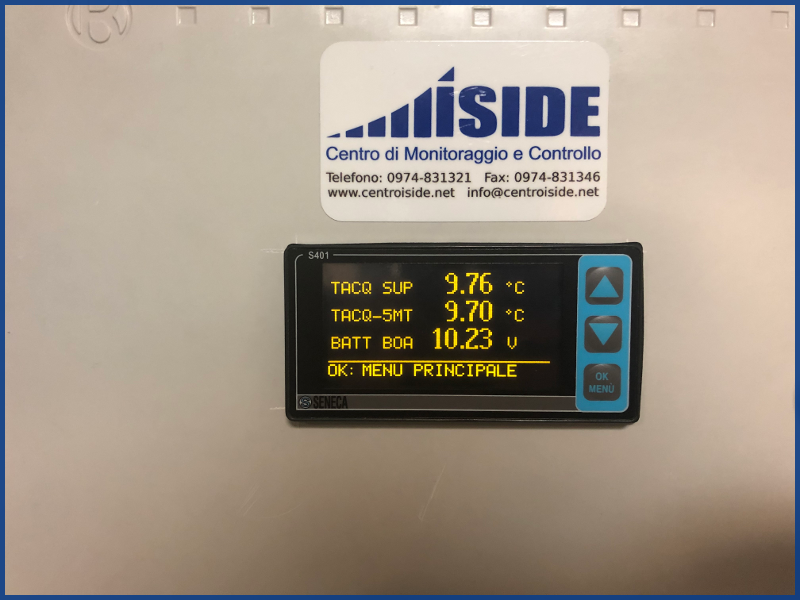 iSIDE
Centro di Monitoraggio e Controllo
Telefono: 0974-831321 Fax: 0974-831346
www.centroiside.net info@centroiside.net
S401
TACQ SUP 9.76 °C
TACQ-5MT 9.70 °C
BATT BOA 10.23 V
OK: MENU PRINCIPALE
OK
MENU
SENECA